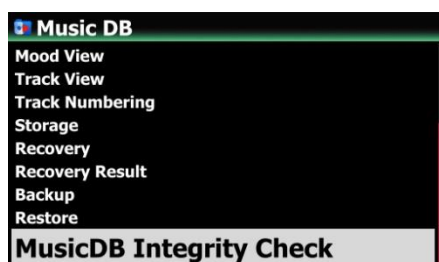 Music DB
Mood View
Track View
Track Numbering
Storage
Recovery
Recovery Result
Backup
Restore
MusicDB Integrity Check